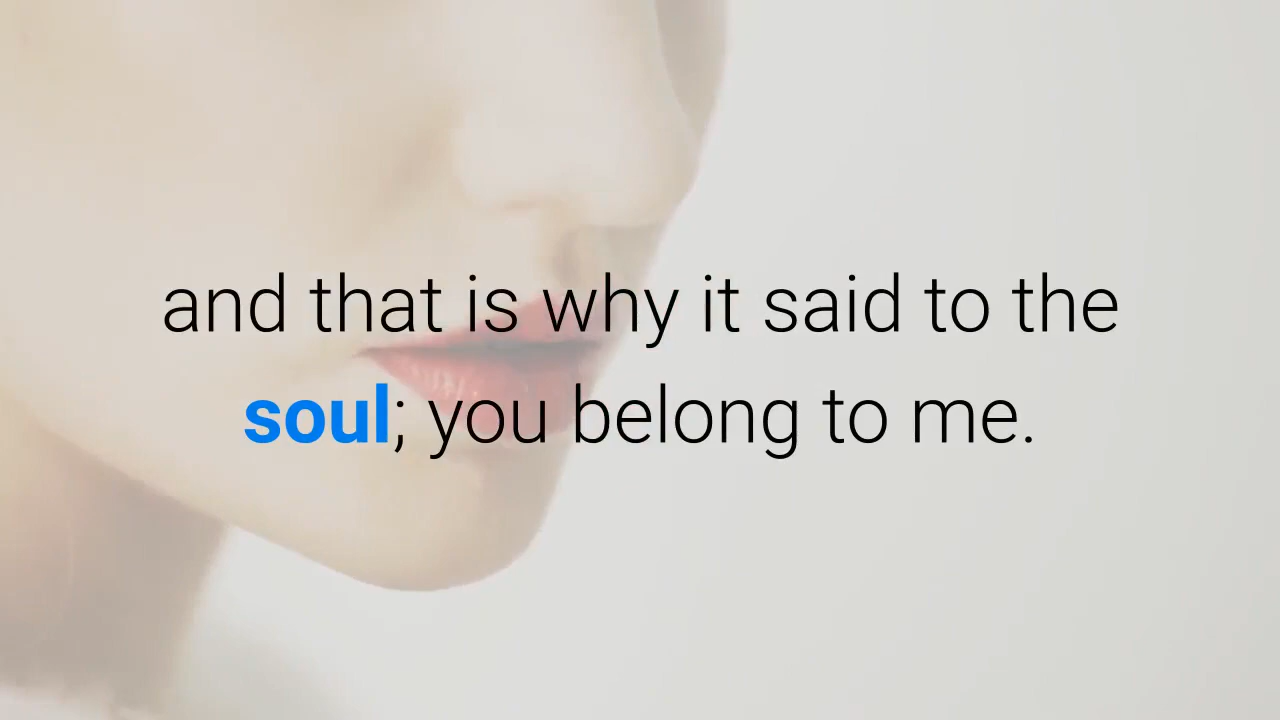 and that is why it said to the
soul; you belong to me.